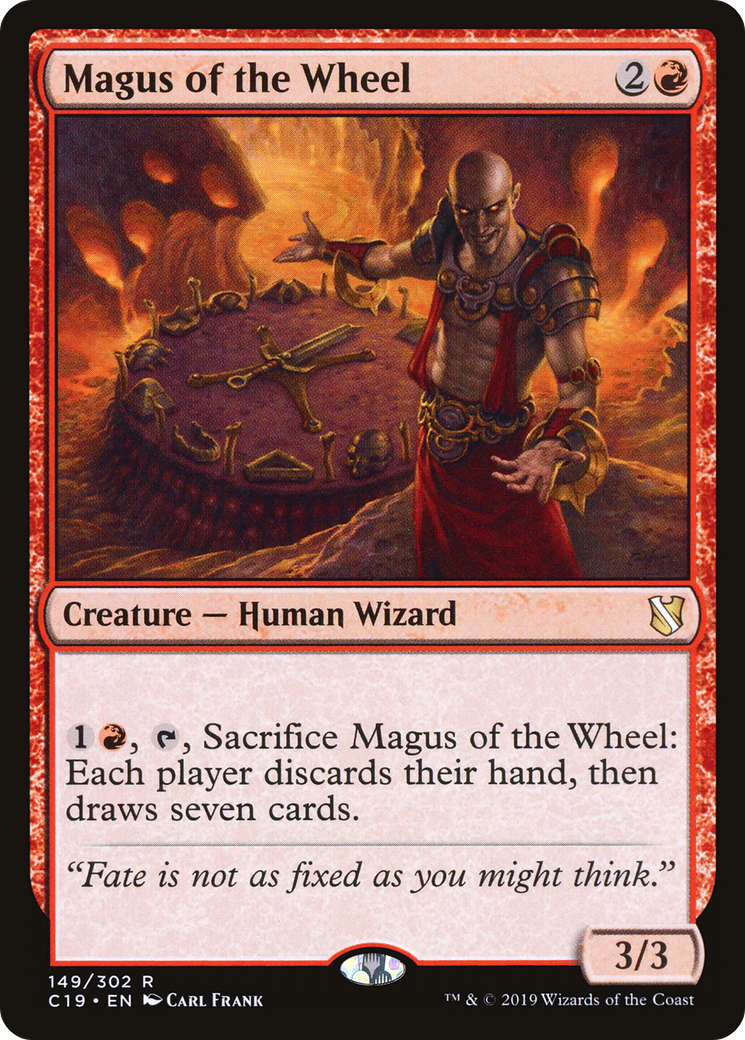 Magus of the Wheel 2
Creature — Human Wizard
1 , , Sacrifice Magus of the Wheel:
Each player discards their hand, then
draws seven cards.
“Fate is not as fixed as you might think.”
3/3
149/302 R
C19 • EN CARL FRANK
™ & © 2019 Wizards of the Coast